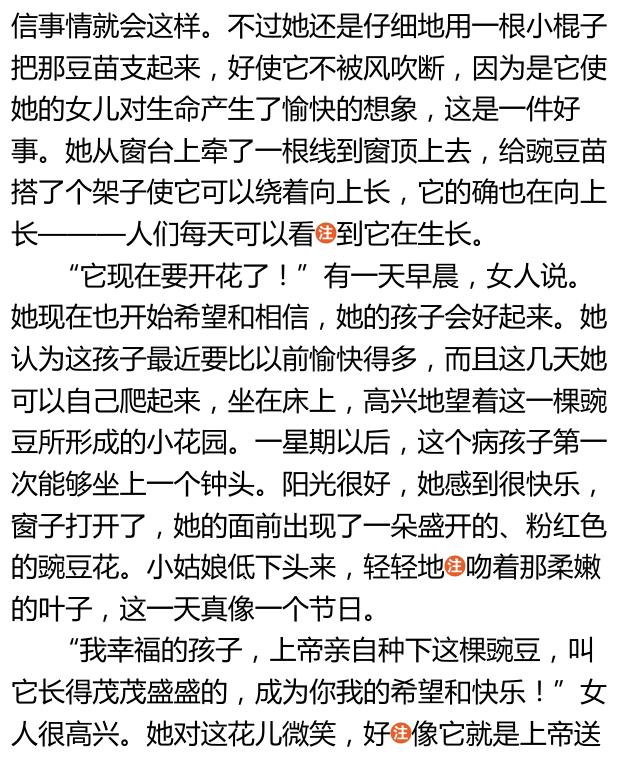 信事情就会这样。不过她还是仔细地用一根小棍子
把那豆苗支起来，好使它不被风吹断，因为是它使
她的女儿对生命产生了愉快的想象，这是一件好
事。她从窗台上牵了一根线到窗顶上去，给豌豆苗
搭了个架子使它可以绕着向上长，它的确也在向上
长———人们每天可以看注到它在生长。
“它现在要开花了！”有一天早晨，女人说。
她现在也开始希望和相信，她的孩子会好起来。她
认为这孩子最近要比以前愉快得多，而且这几天她
可以自己爬起来，坐在床上，高兴地望着这一棵豌
豆所形成的小花园。一星期以后，这个病孩子第一
次能够坐上一个钟头。阳光很好，她感到很快乐，
窗子打开了，她的面前出现了一朵盛开的、粉红色
的豌豆花。小姑娘低下头来，轻轻地注吻着那柔嫩
的叶子，这一天真像一个节日。
“我幸福的孩子，上帝亲自种下这棵豌豆，叫
它长得茂茂盛盛的，成为你我的希望和快乐！”女
人很高兴。她对这花儿微笑，好注像它就是上帝送